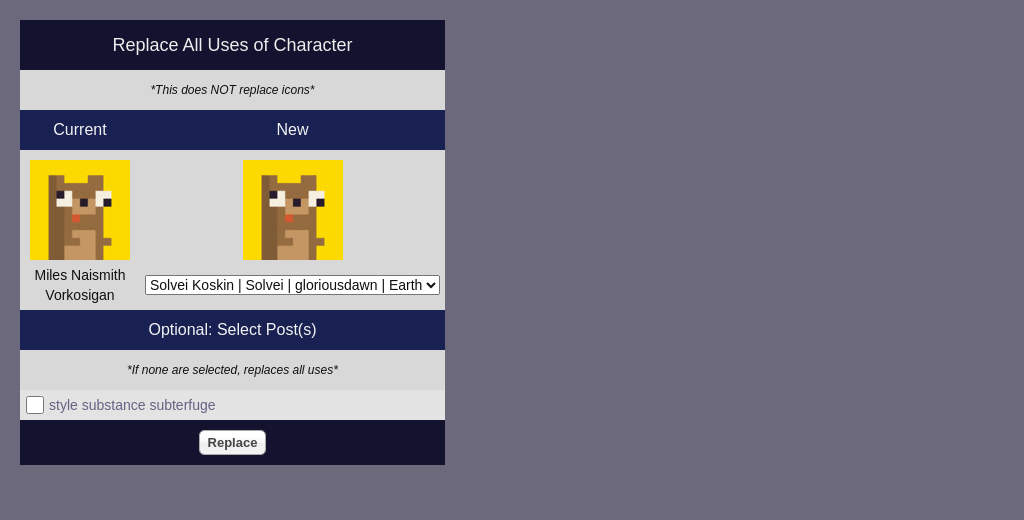 Replace All Uses of Character
*This does NOT replace icons*
Current New
Miles Naismith
Vorkosigan
Solvei Koskin | Solvei | gloriousdawn | Earth
Optional: Select Post(s)
*If none are selected, replaces all uses*
style substance subterfuge
Replace